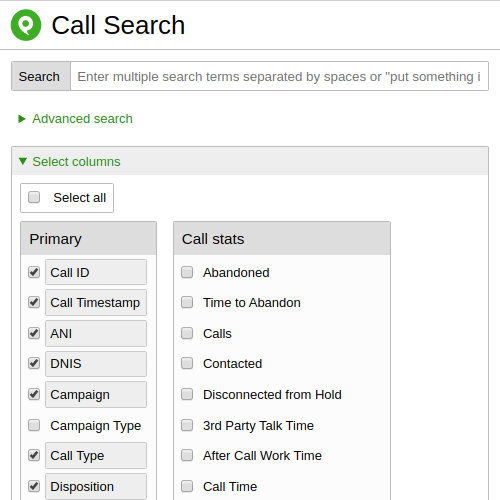 Call Search
Search
Enter multiple search terms separated by spaces or "put something i
Advanced search
Select columns
Select all
Primary
Call ID
Call Timestamp
ANI
DNIS
Campaign
Campaign Type
Call Type
Disposition
Call stats
Abandoned
Time to Abandon
Calls
Contacted
Disconnected from Hold
3rd Party Talk Time
After Call Work Time
Call Time